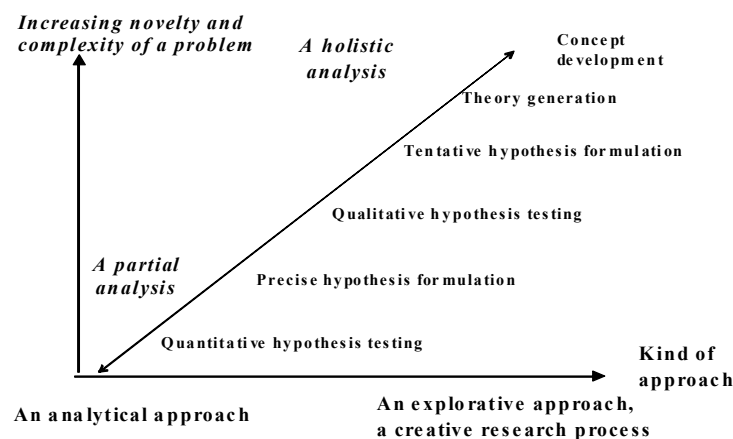 Increasing novelty and
complexity of a problem
A holistic
analysis
Concept
development
Theory generation
Tentative hypothesis formulation
Qualitative hypothesis testing
A partial
analysis
Precise hypothesis formulation
Quantitative hypothesis testing
Kind of
approach
An analytical approach
An explorative approach,
a creative research process